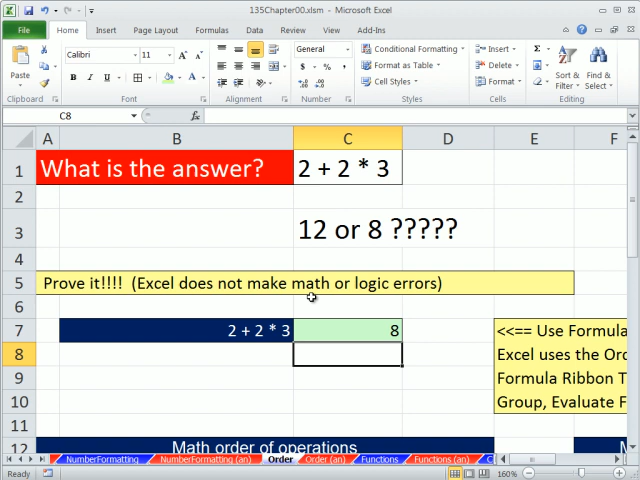 135Chapter00.xlsm - Microsoft Excel
File Home Insert Page Layout Formulas Data Review View Add-Ins
Paste Calibri 11 General Conditional Formatting Insert Σ
B I U $ % , Format as Table Delete Sort & Find &
Cell Styles Format Filter Select
Clipboard Font Alignment Number Styles Cells Editing
C8 fx
A B C D E F
1 What is the answer? 2 + 2 * 3
2
3 12 or 8 ?????
4
5 Prove it!!!! (Excel does not make math or logic errors)
6
7 2 + 2 * 3 8 <<== Use Formula
8 Excel uses the Ord
9 Formula Ribbon T
10 Group, Evaluate F
11
12 Math order of operations
NumberFormatting NumberFormatting (an) Order Order (an) Functions Functions (an)
Ready 160%